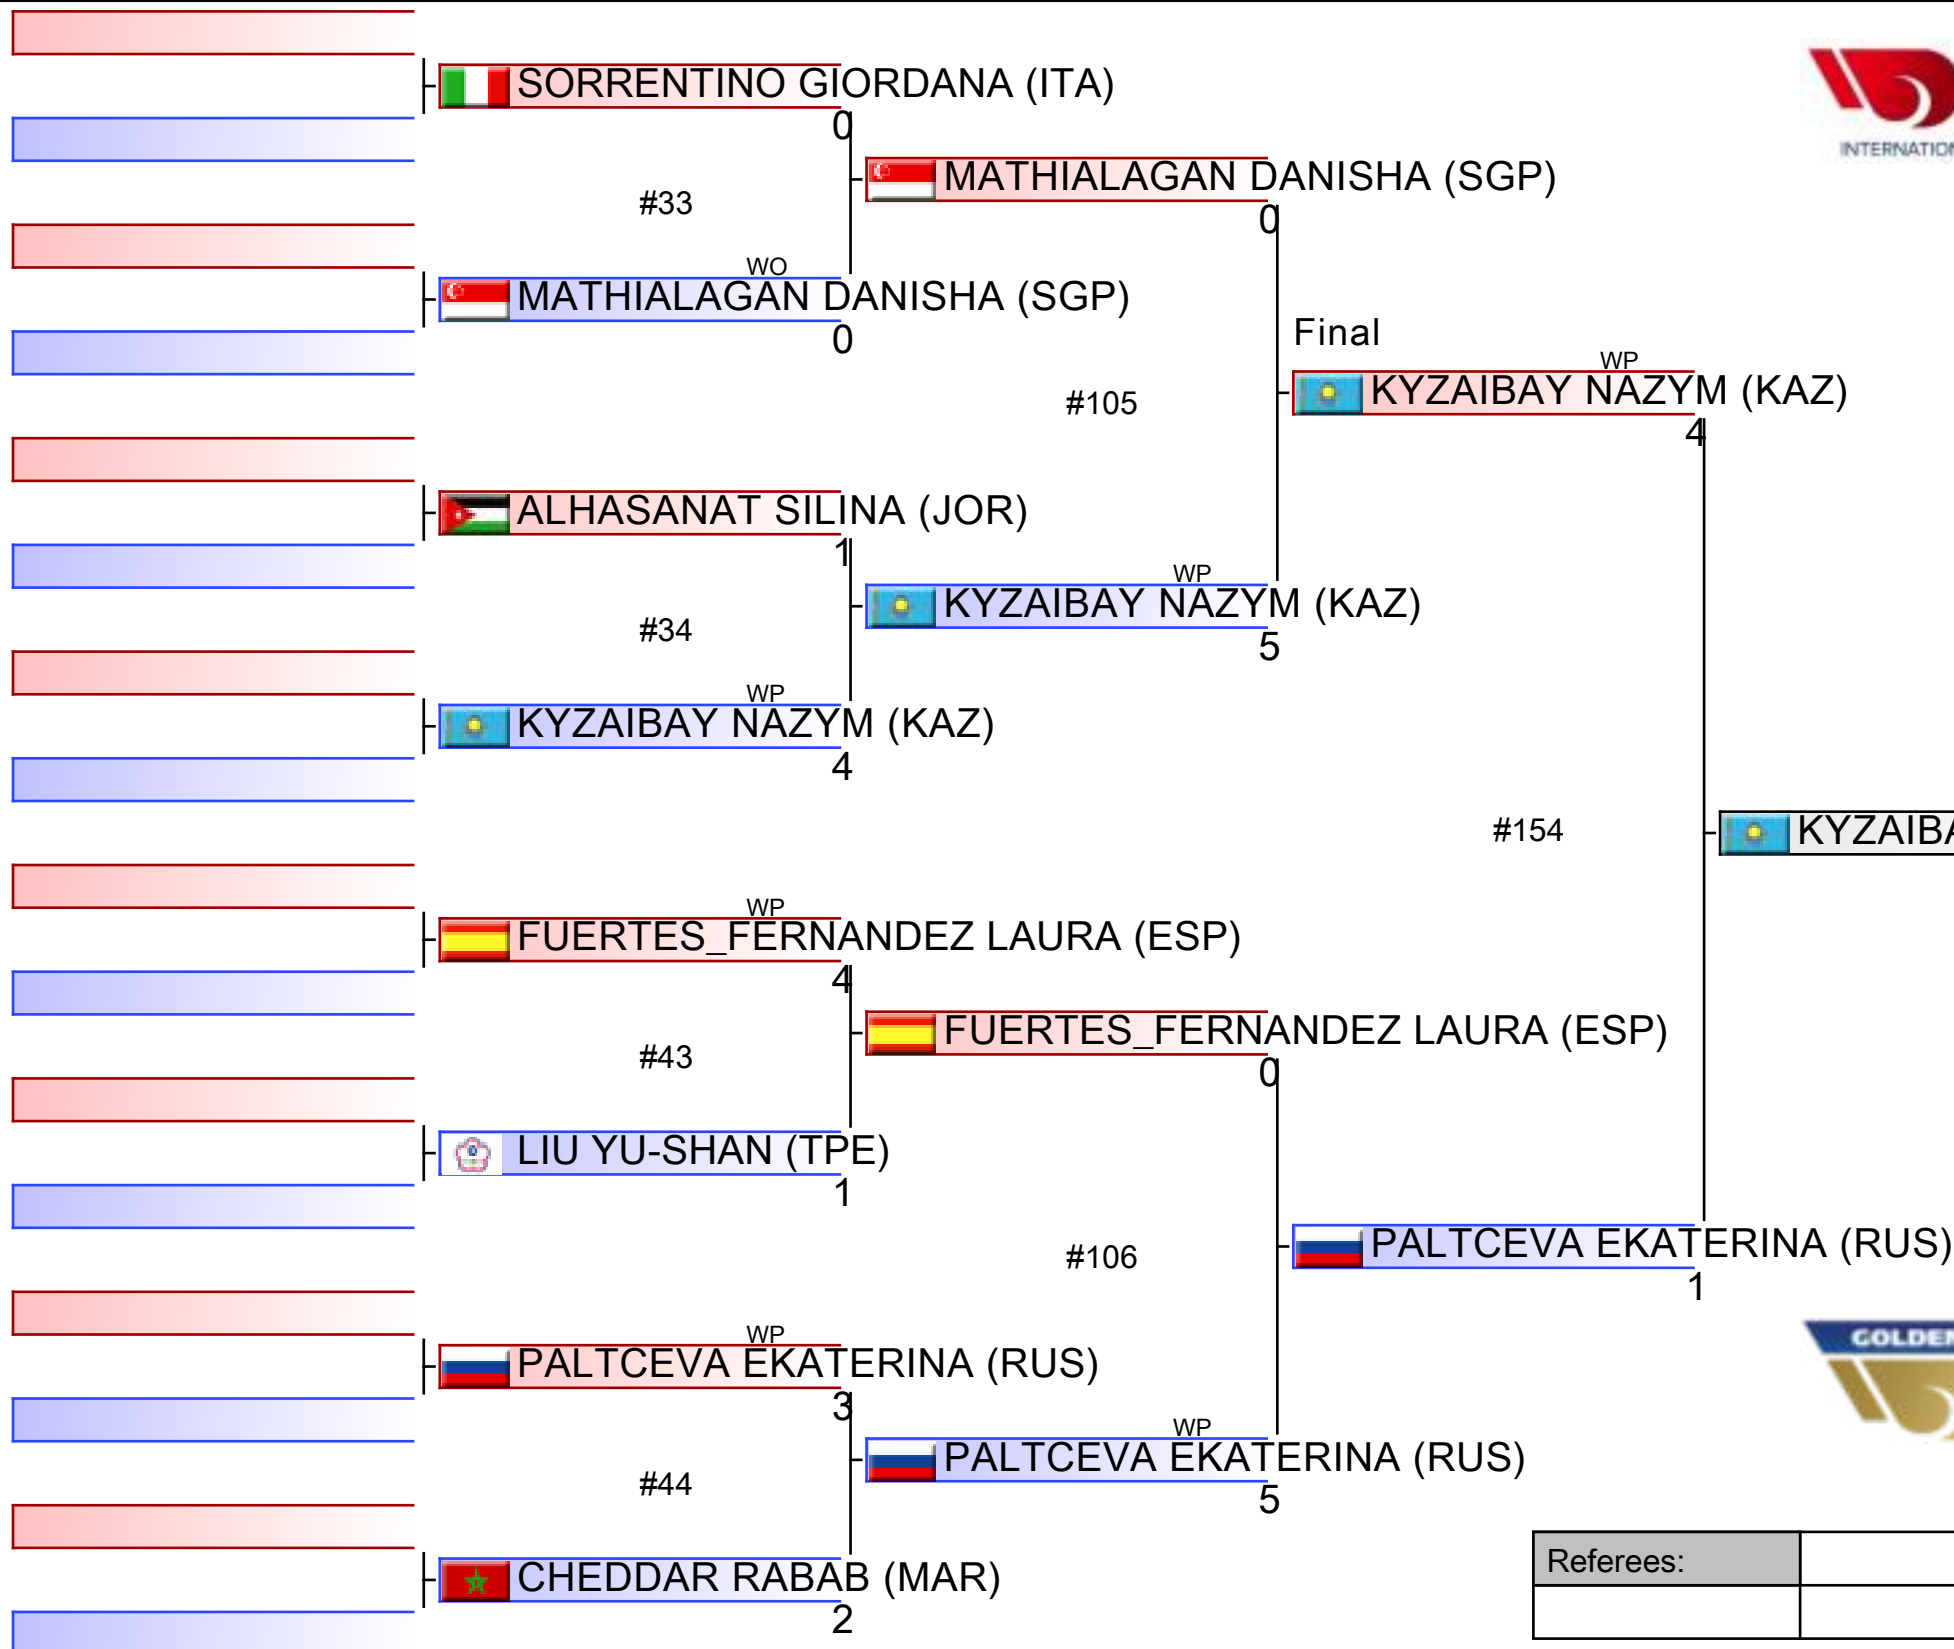 SORRENTINO GIORDANA (ITA)
0
#33
WO
MATHIALAGAN DANISHA (SGP)
0
MATHIALAGAN DANISHA (SGP)
0
#105
ALHASANAT SILINA (JOR)
1
#34
WP
KYZAIBAY NAZYM (KAZ)
4
WP
KYZAIBAY NAZYM (KAZ)
5
Final
WP
KYZAIBAY NAZYM (KAZ)
4
#154
KYZAIBA
WP
FUERTES_FERNANDEZ LAURA (ESP)
4
#43
LIU YU-SHAN (TPE)
1
FUERTES_FERNANDEZ LAURA (ESP)
0
#106
WP
PALTCEVA EKATERINA (RUS)
3
#44
CHEDDAR RABAB (MAR)
2
WP
PALTCEVA EKATERINA (RUS)
5
PALTCEVA EKATERINA (RUS)
1
INTERNATION
GOLDEN
Referees: